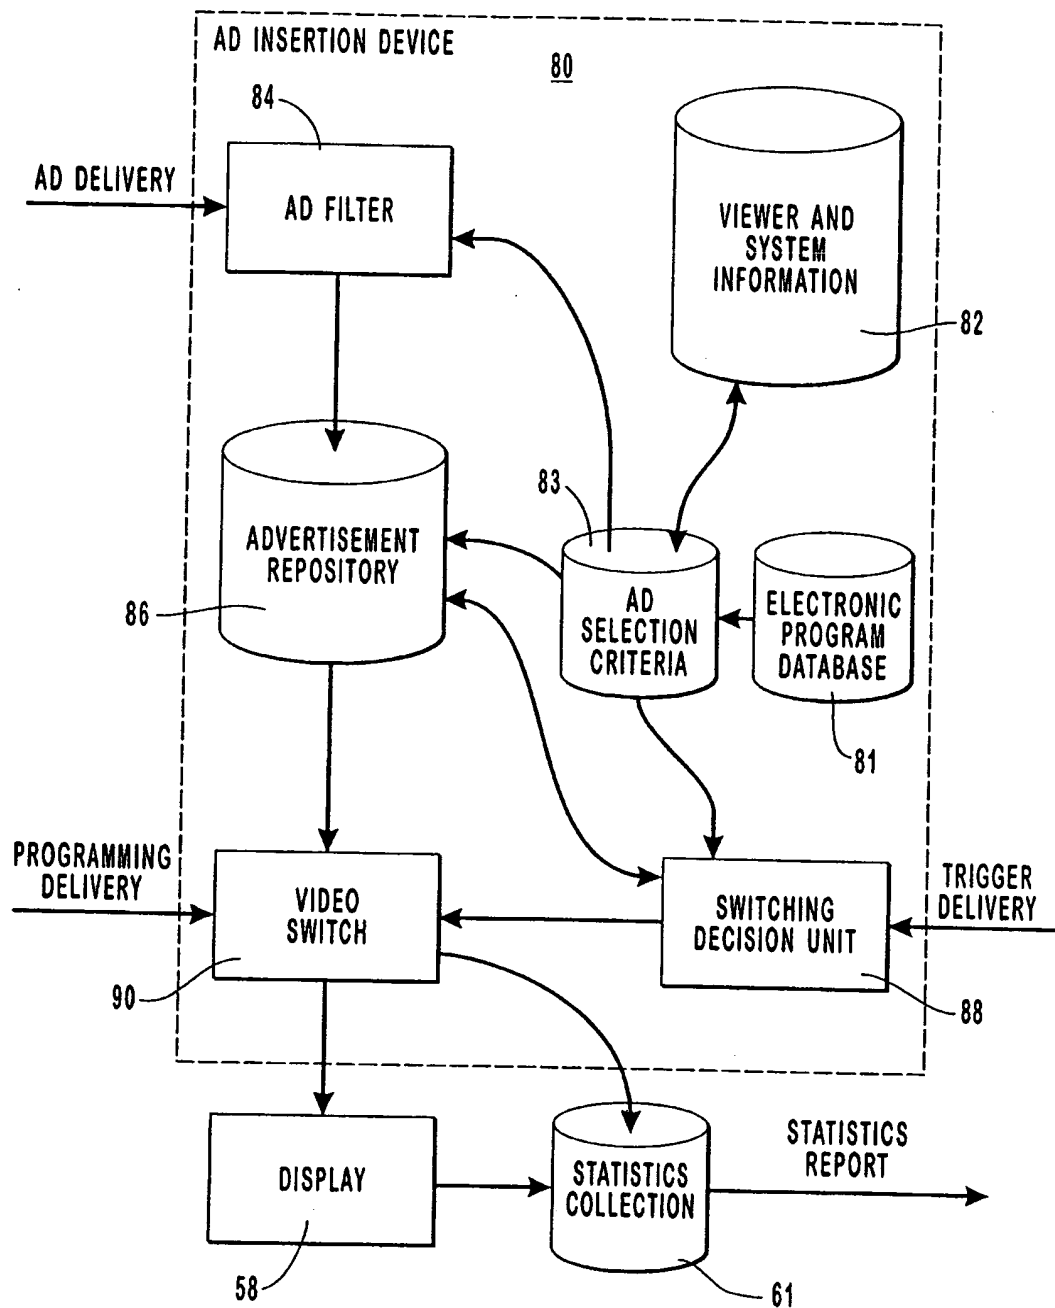 AD INSERTION DEVICE
80
84
AD DELIVERY
AD FILTER
VIEWER AND
SYSTEM
INFORMATION
82
83
ADVERTISEMENT
REPOSITORY
86
AD
SELECTION
CRITERIA
ELECTRONIC
PROGRAM
DATABASE
81
PROGRAMMING
DELIVERY
VIDEO
SWITCH
90
SWITCHING
DECISION UNIT
88
TRIGGER
DELIVERY
DISPLAY
58
STATISTICS
COLLECTION
61
STATISTICS
REPORT